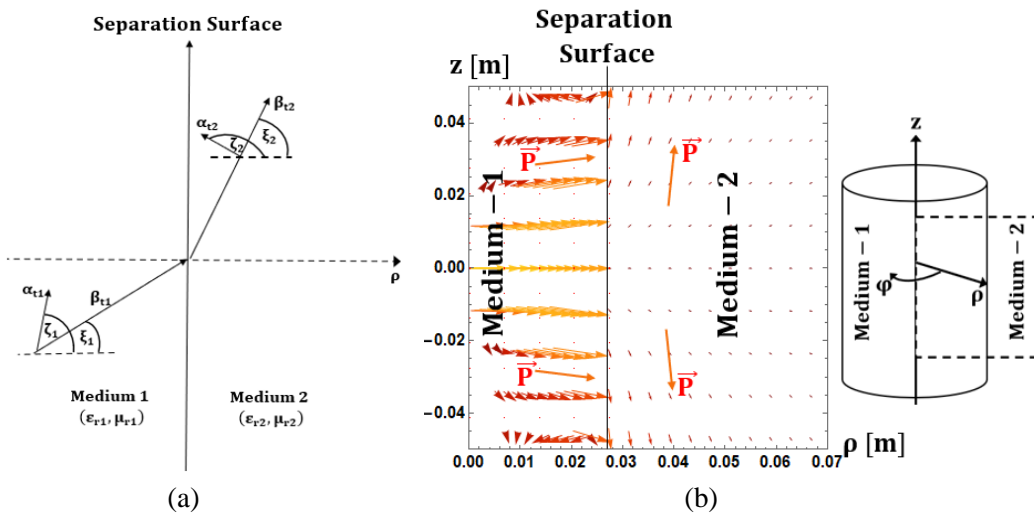 Separation Surface
β_t2
α_t2
ζ_2
ξ_2
ρ
α_t1
β_t1
ζ_1
ξ_1
Medium 1
(ε_r1, μ_r1)
Medium 2
(ε_r2, μ_r2)
(a)
Separation
Surface
z [m]
0.04
0.02
0.00
−0.02
−0.04
P
P
P
P
Medium − 1
Medium − 2
0.00 0.01 0.02 0.03 0.04 0.05 0.06 0.07
ρ [m]
(b)
z
Medium − 1
Medium − 2
φ
ρ